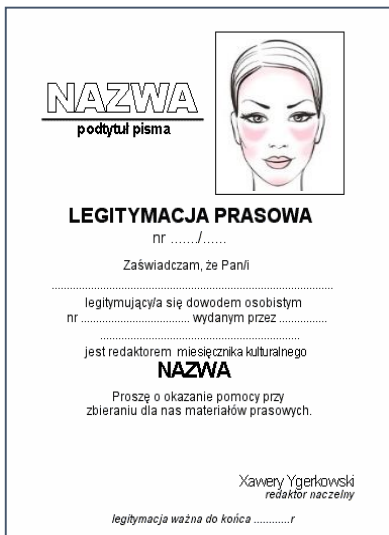 NAZWA
podtytuł pisma
LEGITYMACJA PRASOWA
nr ......./......
Zaświadczam, że Pan/i
................................................................................
legitymujący/a się dowodem osobistym
nr ................................ wydanym przez ..............
.........................................................
jest redaktorem miesięcznika kulturalnego
NAZWA
Proszę o okazanie pomocy przy
zbieraniu dla nas materiałów prasowych.
Xawery Ygerkowski
redaktor naczelny
legitymacja ważna do końca ............r